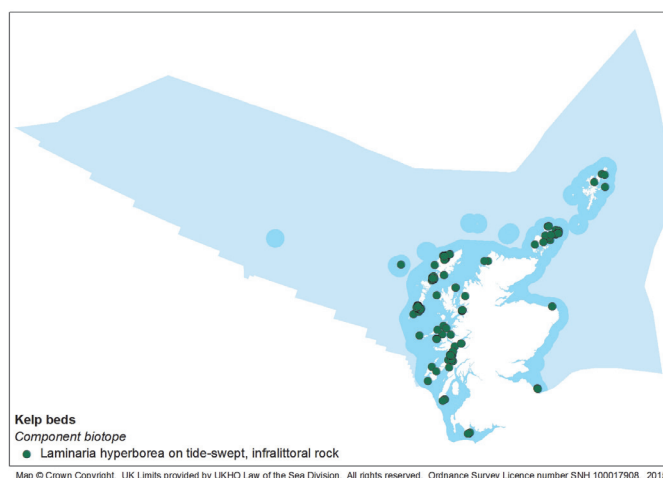 Kelp beds
Component biotope
Laminaria hyperborea on tide-swept, infralittoral rock
Map © Crown Copyright. UK Limits provided by UKHO Law of the Sea Division. All rights reserved. Ordnance Survey Licence number SNH 100017908